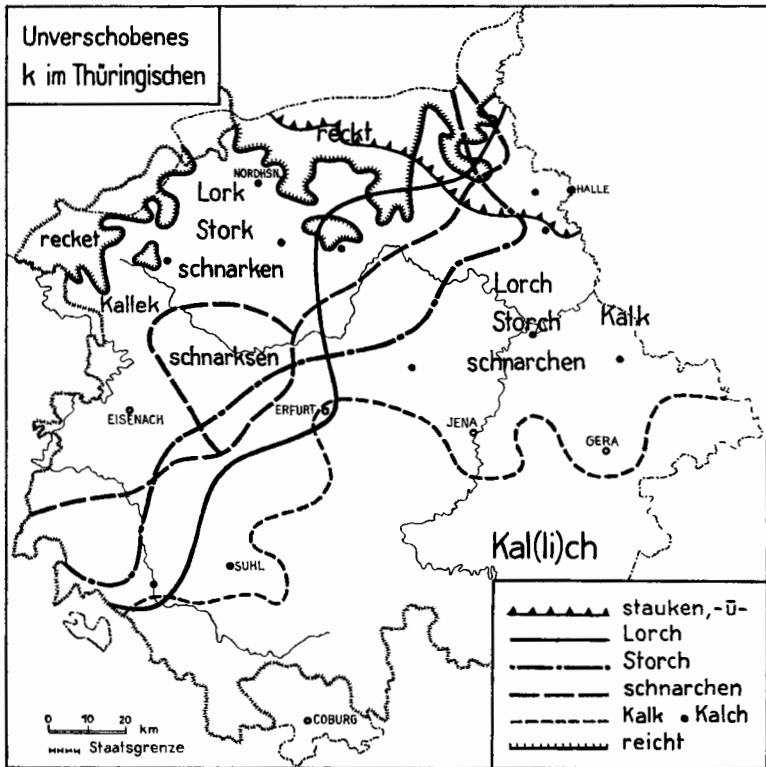 Unverschobenes
k im Thüringischen
reckt
NORDHSN.
Lork
Stork
schnarken
HALLE
recket
Kallek
Lorch
Storch
schnarchen
Kalk
schnarksen
EISENACH
ERFURT
JENA
GERA
Kal(li)ch
SUHL
COBURG
0 10 20
km
Staatsgrenze
stauken,-ū-
Lorch
Storch
schnarchen
Kalk • Kalch
reicht